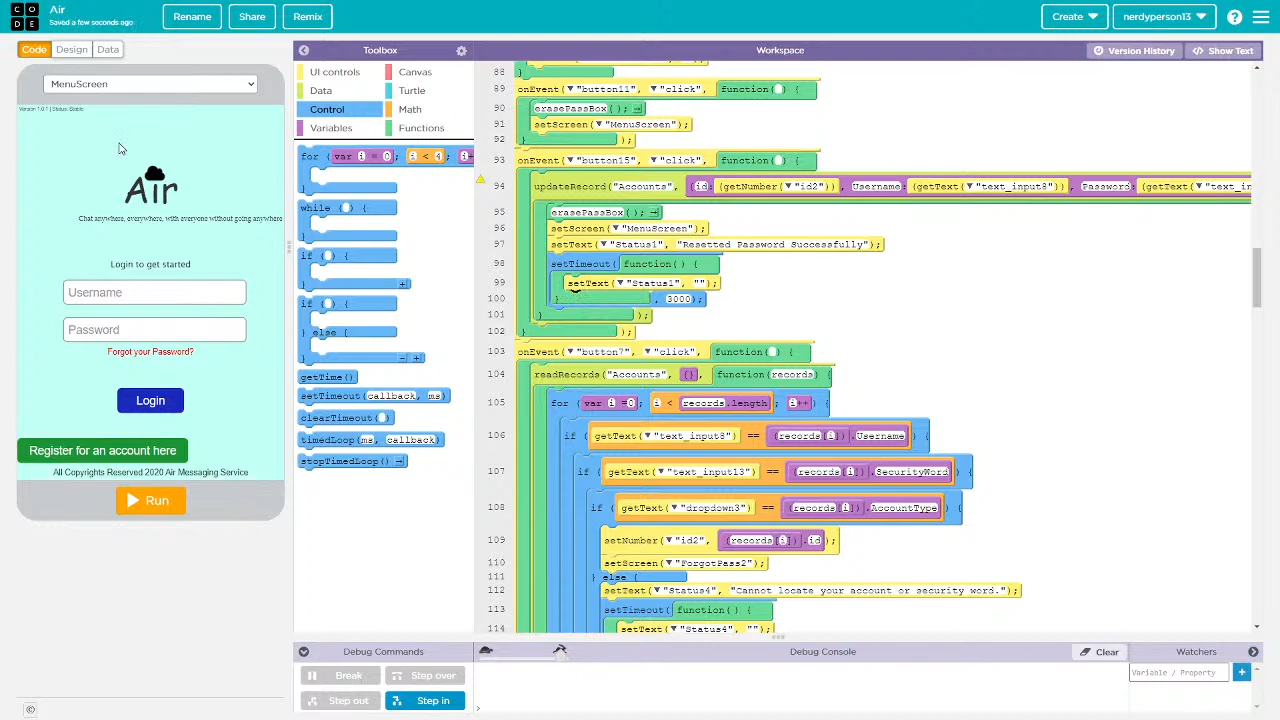 CODE
Air
Saved a few seconds ago
Rename
Share
Remix
Create
nerdyperson13
?
Code
Design
Data
Toolbox
Workspace
Version History
</> Show Text
MenuScreen
Version 1.0.1 | Status: Stable
Air
Chat anywhere, everywhere, with everyone without going anywhere
Login to get started
Username
Password
Forgot your Password?
Login
Register for an account here
All Copyrights Reserved 2020 Air Messaging Service
Run
UI controls
Canvas
Data
Turtle
Control
Math
Variables
Functions
for ( var i = 0 ; i < 4 ; i+
}
while ( ) {
}
if ( ) {
}
if ( ) {
} else {
}
getTime()
setTimeout(callback, ms)
clearTimeout( )
timedLoop(ms, callback)
stopTimedLoop()
88 }
89 onEvent("button11", "click", function( ) {
90 erasePassBox();
91 setScreen("MenuScreen");
92 } );
93 onEvent("button15", "click", function( ) {
94 updateRecord("Accounts", {id:(getNumber("id2")), Username:(getText("text_input8")), Password:(getText("text_in
95 erasePassBox();
96 setScreen("MenuScreen");
97 setText("Status1", "Resetted Password Successfully");
98 setTimeout( function() {
99 setText("Status1", "");
100 } , 3000);
101 } );
102 } );
103 onEvent("button7", "click", function( ) {
104 readRecords("Accounts", {}, function(records) {
105 for ( var i =0; i < records.length ; i++ ) {
106 if ( getText("text_input8") == (records[i]).Username ) {
107 if ( getText("text_input13") == (records[i]).SecurityWord ) {
108 if ( getText("dropdown3") == (records[i]).AccountType ) {
109 setNumber("id2", (records[i]).id );
110 setScreen("ForgotPass2");
111 } else {
112 setText("Status4", "Cannot locate your account or security word.");
113 setTimeout( function() {
114 setText("Status4", "");
Debug Commands
Debug Console
Clear
Watchers
Break
Step over
Step out
Step in
Variable / Property
+
>